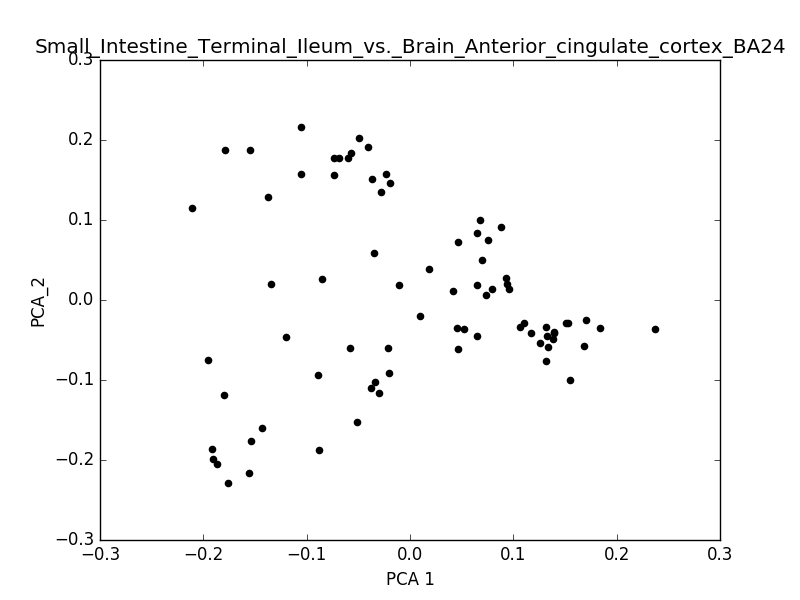 Small_Intestine_Terminal_Ileum_vs._Brain_Anterior_cingulate_cortex_BA24
0.3
0.2
0.1
0.0
−0.1
−0.2
−0.3
PCA_2
−0.3 −0.2 −0.1 0.0 0.1 0.2 0.3
PCA 1